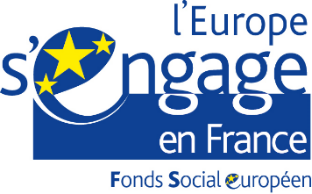 l'Europe
s'engage
en France
Fonds Social européen